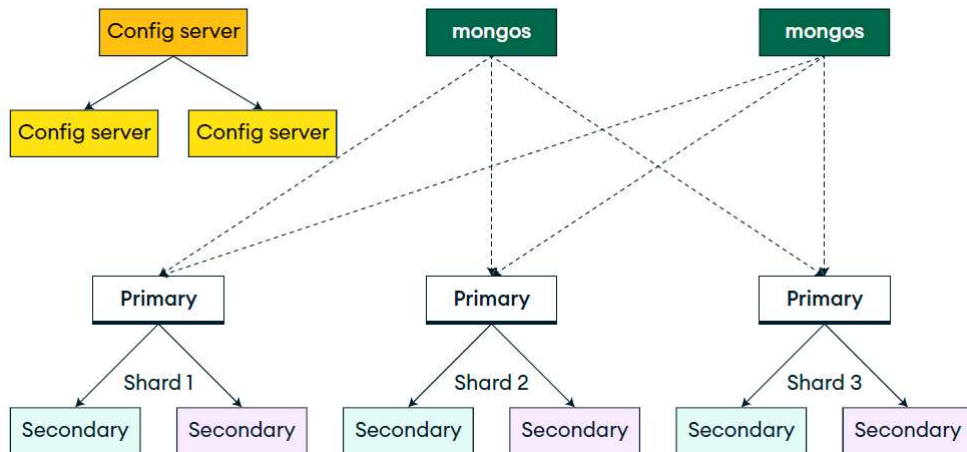 Config server
mongos
mongos
Config server
Config server
Primary
Primary
Primary
Shard 1
Shard 2
Shard 3
Secondary
Secondary
Secondary
Secondary
Secondary
Secondary